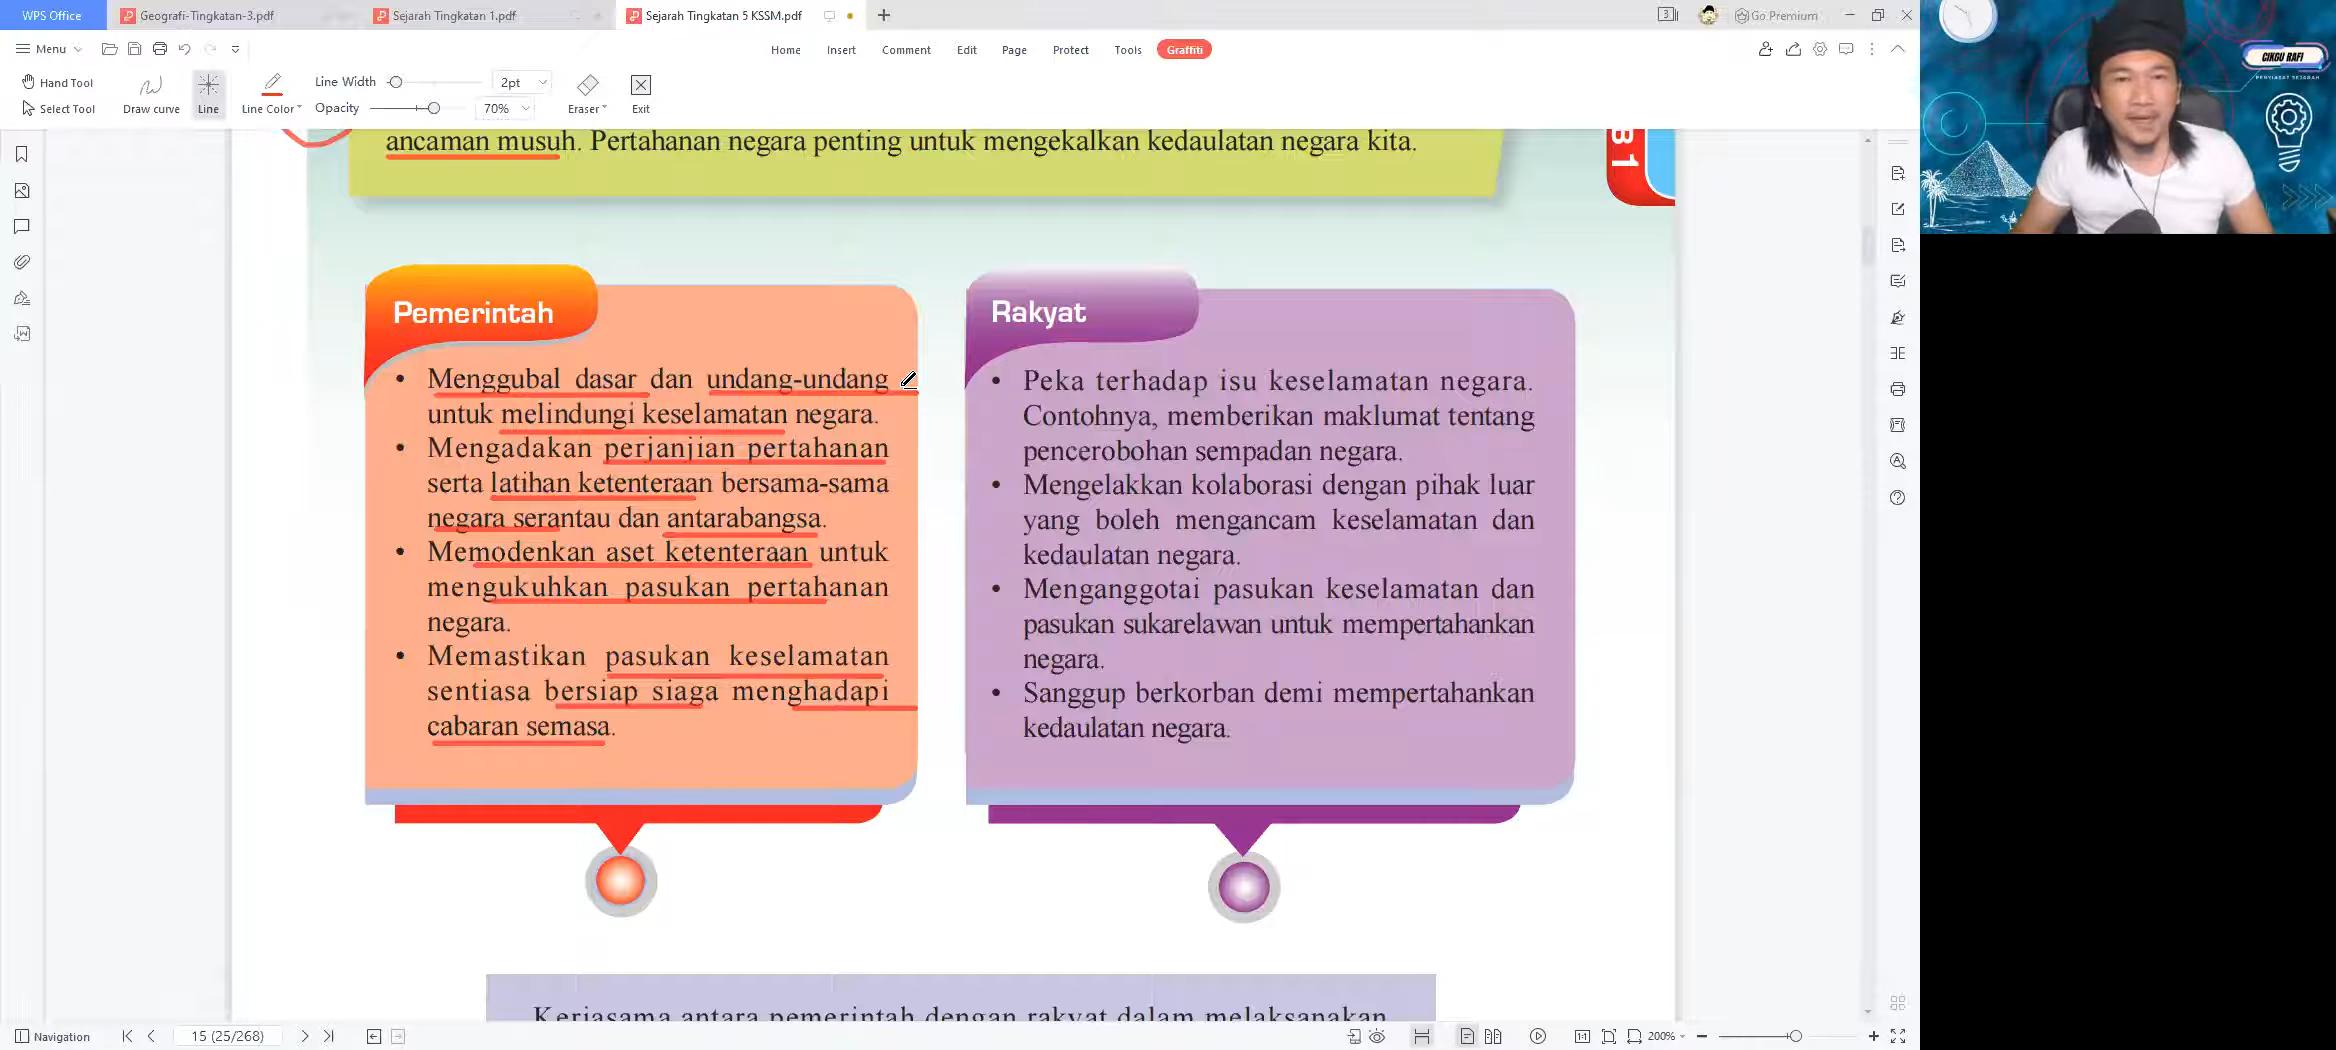 WPS Office
Geografi-Tingkatan-3.pdf
Sejarah Tingkatan 1.pdf
Sejarah Tingkatan 5 KSSM.pdf
3
Go Premium
Menu
Home Insert Comment Edit Page Protect Tools Graffiti
Hand Tool
Select Tool
Draw curve
Line
Line Color
Line Width 2pt
Opacity 70%
Eraser
Exit
CIKGU RAFI
PENYIASAT SEJARAH
ancaman musuh. Pertahanan negara penting untuk mengekalkan kedaulatan negara kita.
B 1
Pemerintah
• Menggubal dasar dan undang-undang
untuk melindungi keselamatan negara.
• Mengadakan perjanjian pertahanan
serta latihan ketenteraan bersama-sama
negara serantau dan antarabangsa.
• Memodenkan aset ketenteraan untuk
mengukuhkan pasukan pertahanan
negara.
• Memastikan pasukan keselamatan
sentiasa bersiap siaga menghadapi
cabaran semasa.
Rakyat
• Peka terhadap isu keselamatan negara.
Contohnya, memberikan maklumat tentang
pencerobohan sempadan negara.
• Mengelakkan kolaborasi dengan pihak luar
yang boleh mengancam keselamatan dan
kedaulatan negara.
• Menganggotai pasukan keselamatan dan
pasukan sukarelawan untuk mempertahankan
negara.
• Sanggup berkorban demi mempertahankan
kedaulatan negara.
Kerjasama antara pemerintah dengan rakyat dalam melaksanakan
Navigation
15 (25/268)
200%